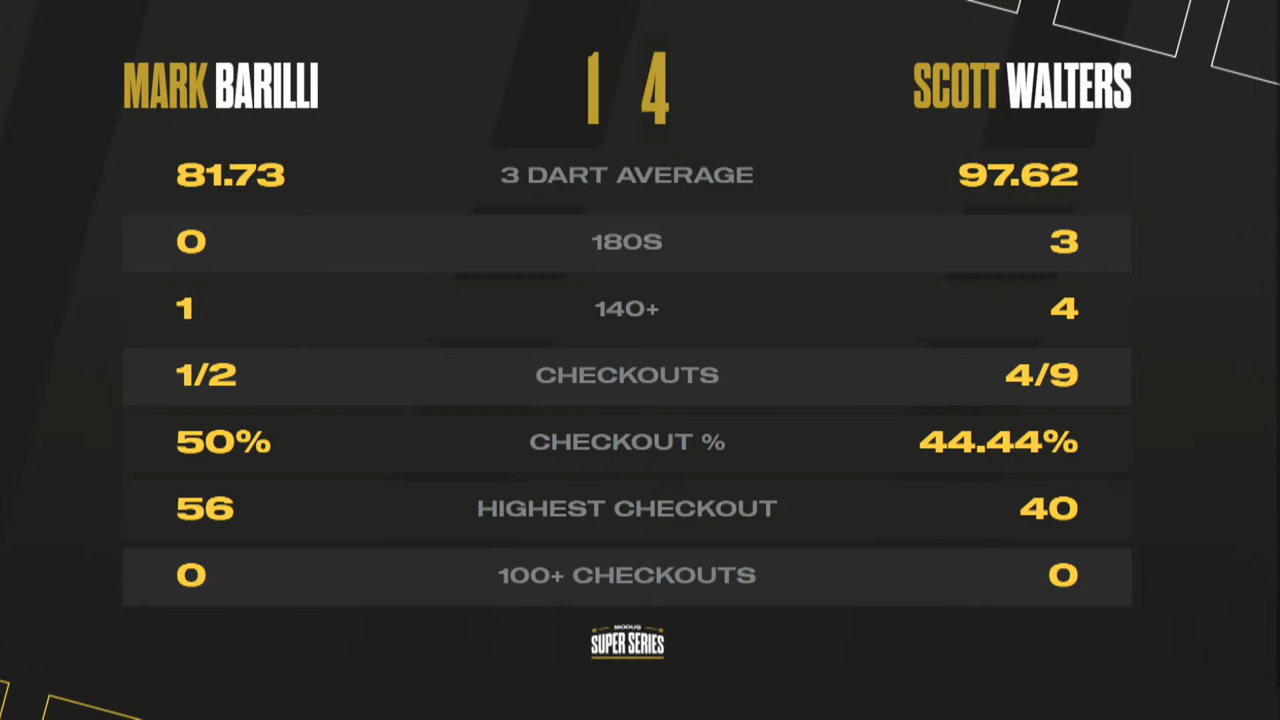 MARK BARILLI 1 4 SCOTT WALTERS
81.73 3 DART AVERAGE 97.62
0 180S 3
1 140+ 4
1/2 CHECKOUTS 4/9
50% CHECKOUT % 44.44%
56 HIGHEST CHECKOUT 40
0 100+ CHECKOUTS 0
MODUS
SUPER SERIES